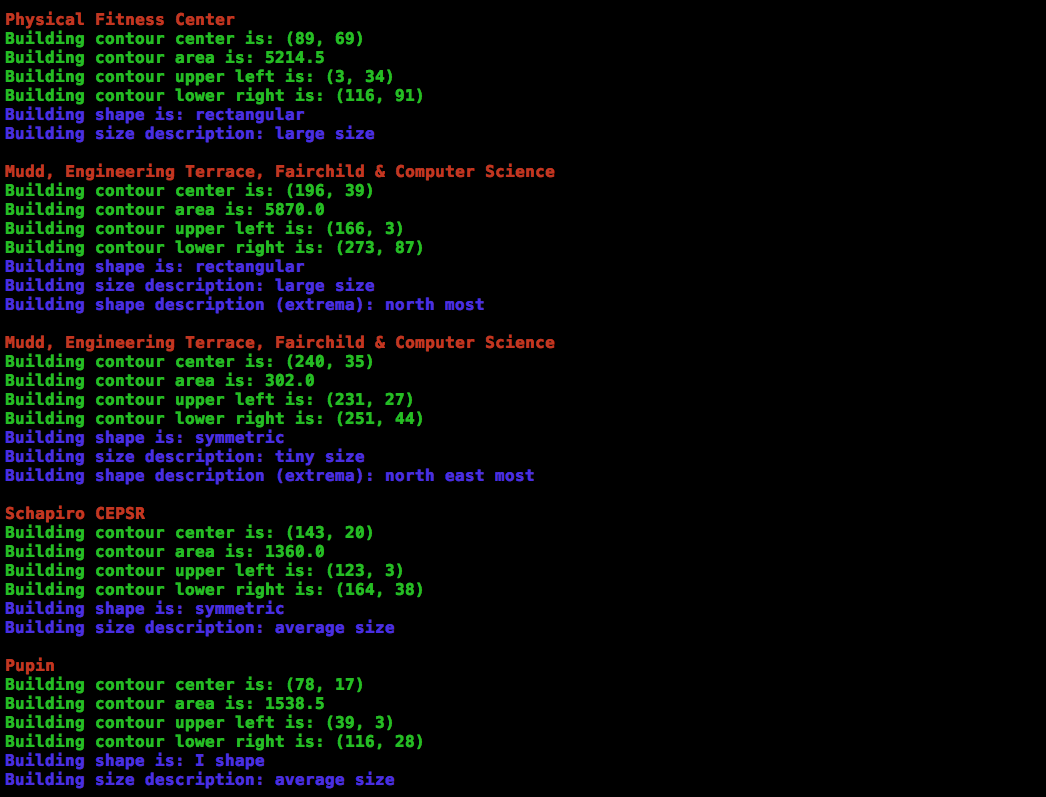 Physical Fitness Center
Building contour center is: (89, 69)
Building contour area is: 5214.5
Building contour upper left is: (3, 34)
Building contour lower right is: (116, 91)
Building shape is: rectangular
Building size description: large size
Mudd, Engineering Terrace, Fairchild & Computer Science
Building contour center is: (196, 39)
Building contour area is: 5870.0
Building contour upper left is: (166, 3)
Building contour lower right is: (273, 87)
Building shape is: rectangular
Building size description: large size
Building shape description (extrema): north most
Mudd, Engineering Terrace, Fairchild & Computer Science
Building contour center is: (240, 35)
Building contour area is: 302.0
Building contour upper left is: (231, 27)
Building contour lower right is: (251, 44)
Building shape is: symmetric
Building size description: tiny size
Building shape description (extrema): north east most
Schapiro CEPSR
Building contour center is: (143, 20)
Building contour area is: 1360.0
Building contour upper left is: (123, 3)
Building contour lower right is: (164, 38)
Building shape is: symmetric
Building size description: average size
Pupin
Building contour center is: (78, 17)
Building contour area is: 1538.5
Building contour upper left is: (39, 3)
Building contour lower right is: (116, 28)
Building shape is: I shape
Building size description: average size